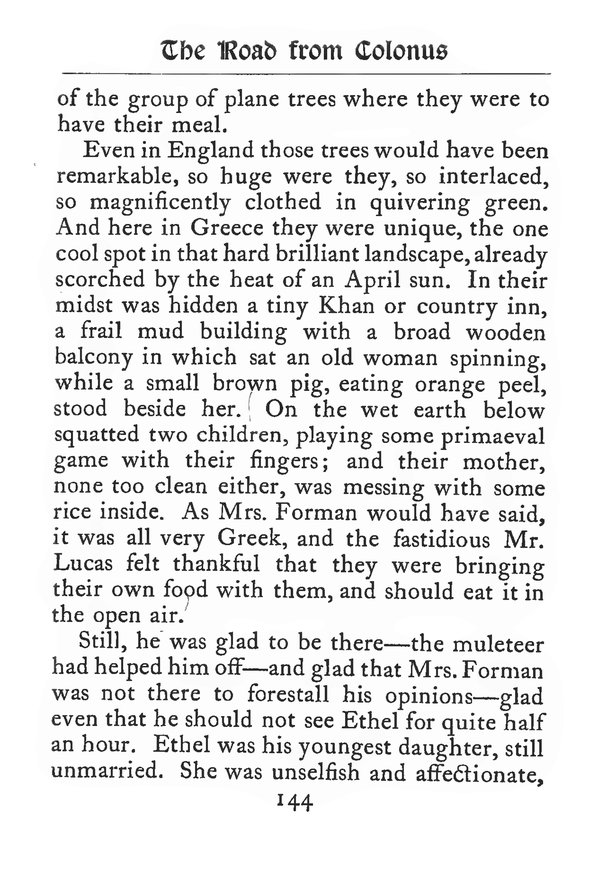 The Road from Colonus
of the group of plane trees where they were to
have their meal.
Even in England those trees would have been
remarkable, so huge were they, so interlaced,
so magnificently clothed in quivering green.
And here in Greece they were unique, the one
cool spot in that hard brilliant landscape, already
scorched by the heat of an April sun. In their
midst was hidden a tiny Khan or country inn,
a frail mud building with a broad wooden
balcony in which sat an old woman spinning,
while a small brown pig, eating orange peel,
stood beside her. On the wet earth below
squatted two children, playing some primaeval
game with their fingers; and their mother,
none too clean either, was messing with some
rice inside. As Mrs. Forman would have said,
it was all very Greek, and the fastidious Mr.
Lucas felt thankful that they were bringing
their own food with them, and should eat it in
the open air.
Still, he was glad to be there—the muleteer
had helped him off—and glad that Mrs. Forman
was not there to forestall his opinions—glad
even that he should not see Ethel for quite half
an hour. Ethel was his youngest daughter, still
unmarried. She was unselfish and affectionate,
144